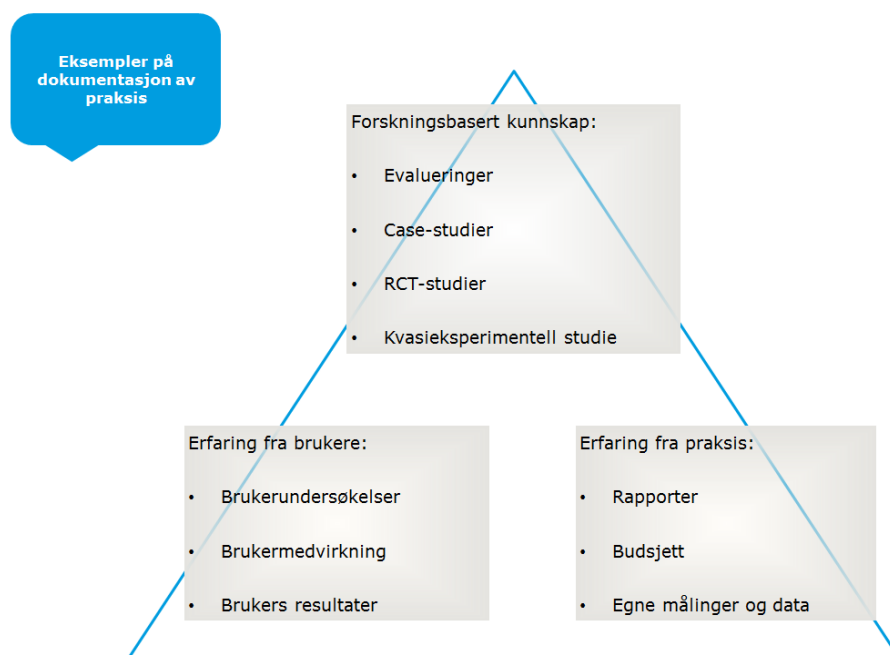 Eksempler på
dokumentasjon av
praksis
Forskningsbasert kunnskap:
• Evalueringer
• Case-studier
• RCT-studier
• Kvasieksperimentell studie
Erfaring fra brukere:
• Brukerundersøkelser
• Brukermedvirkning
• Brukers resultater
Erfaring fra praksis:
• Rapporter
• Budsjett
• Egne målinger og data